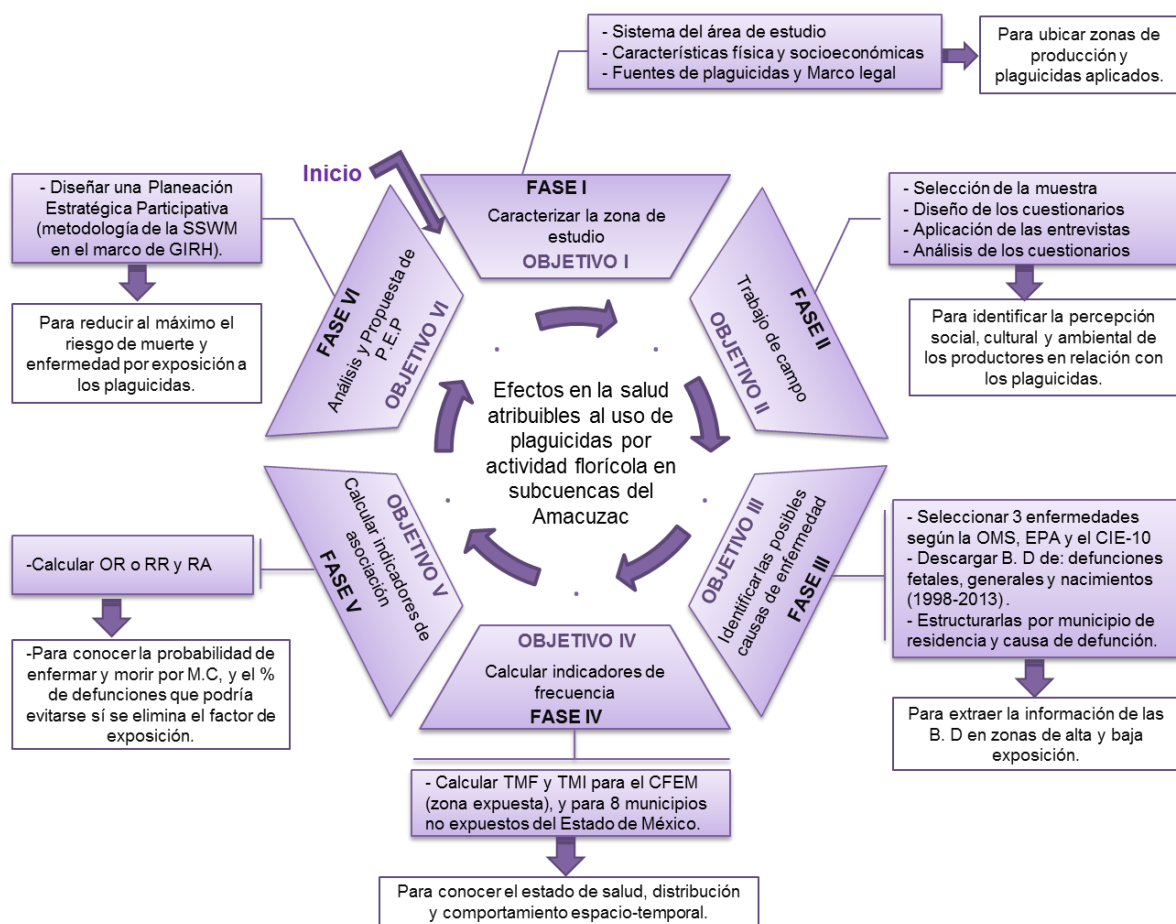 - Sistema del área de estudio
- Características física y socioeconómicas
- Fuentes de plaguicidas y Marco legal
Para ubicar zonas de
producción y
plaguicidas aplicados.
Inicio
FASE I
Caracterizar la zona de
estudio
OBJETIVO I
- Selección de la muestra
- Diseño de los cuestionarios
- Aplicación de las entrevistas
- Análisis de los cuestionarios
Para identificar la percepción
social, cultural y ambiental de
los productores en relación con
los plaguicidas.
FASE II
Trabajo de campo
OBJETIVO II
- Seleccionar 3 enfermedades
según la OMS, EPA y el CIE-10
- Descargar B. D de: defunciones
fetales, generales y nacimientos
(1998-2013) .
- Estructurarlas por municipio de
residencia y causa de defunción.
Para extraer la información de las
B. D en zonas de alta y baja
exposición.
OBJETIVO III
Identificar las posibles
causas de enfermedad
FASE III
OBJETIVO IV
Calcular indicadores de
frecuencia
FASE IV
- Calcular TMF y TMI para el CFEM
(zona expuesta), y para 8 municipios
no expuestos del Estado de México.
Para conocer el estado de salud, distribución
y comportamiento espacio-temporal.
OBJETIVO V
Calcular indicadores de
asociación
FASE V
-Calcular OR o RR y RA
-Para conocer la probabilidad de
enfermar y morir por M.C, y el %
de defunciones que podría
evitarse sí se elimina el factor de
exposición.
FASE VI
Análisis y Propuesta de
P.E.P
OBJETIVO VI
- Diseñar una Planeación
Estratégica Participativa
(metodología de la SSWM
en el marco de GIRH).
Para reducir al máximo el
riesgo de muerte y
enfermedad por exposición a
los plaguicidas.
Efectos en la salud
atribuibles al uso de
plaguicidas por
actividad florícola en
subcuencas del
Amacuzac